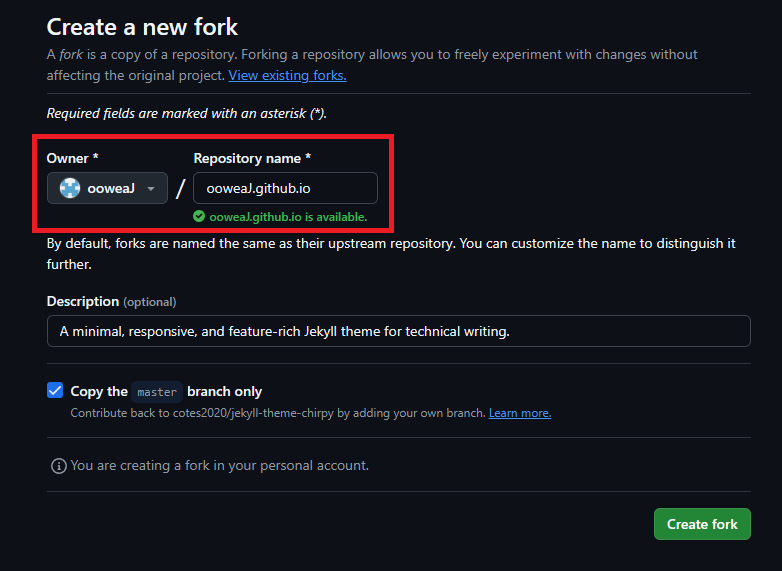 Create a new fork
A fork is a copy of a repository. Forking a repository allows you to freely experiment with changes without
affecting the original project. View existing forks.
Required fields are marked with an asterisk (*).
Owner * Repository name *
ooweaJ / ooweaJ.github.io
ooweaJ.github.io is available.
By default, forks are named the same as their upstream repository. You can customize the name to distinguish it
further.
Description (optional)
A minimal, responsive, and feature-rich Jekyll theme for technical writing.
Copy the master branch only
Contribute back to cotes2020/jekyll-theme-chirpy by adding your own branch. Learn more.
You are creating a fork in your personal account.
Create fork